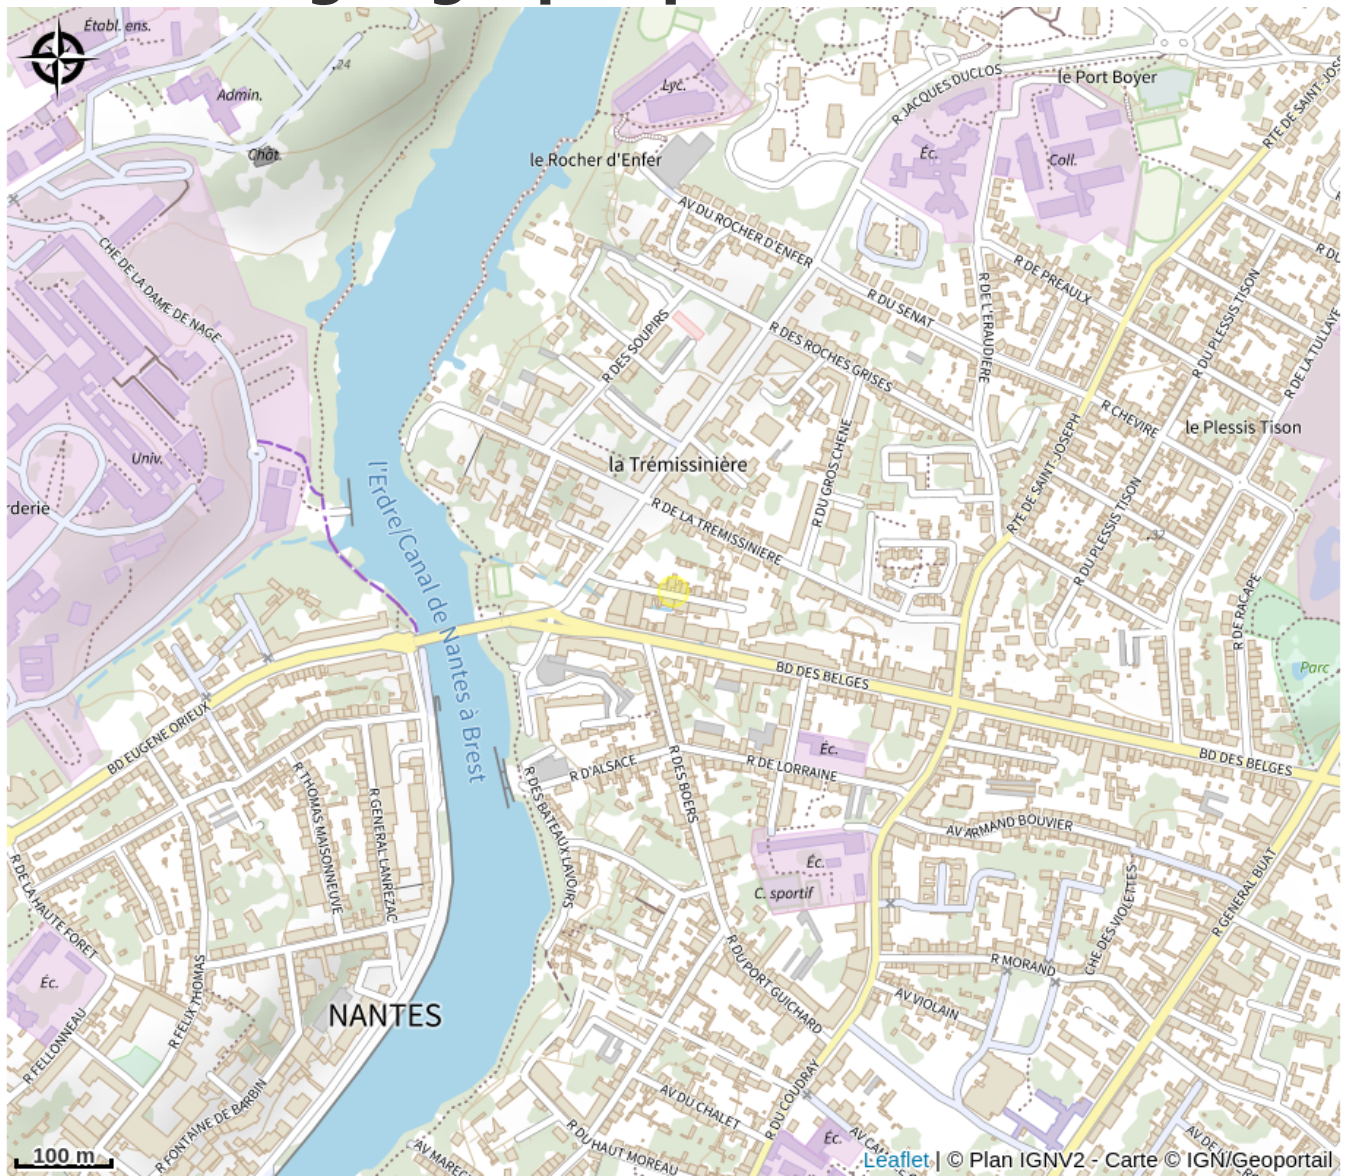 Établ. ens.
24
Admin.
Chât.
Lyc.
le Rocher d'Enfer
R JACQUES DUCLOS
le Port Boyer
RTE DE SAINT-JOS
Éc.
Coll.
AV DU ROCHER D'ENFER
CHE DE LA DAME DE NAGE
R DE PREAULX
R DU SENAT
R DE L'ERAUDIERE
R DU PLESSIS TISON
R DE LA TULLAYE
R DES SOUPIRS
R DES ROCHES GRISES
R CHEVIRE
le Plessis Tison
RTE DE SAINT-JOSEPH
R DU GROS CHENE
Univ.
la Trémissinière
rderie
l'Erdre/Canal de Nantes à Brest
R DE LA TREMISSINIERE
R DU PLESSIS TISON
32
R DE RACAPE
Parc
BD DES BELGES
BD EUGENE ORIEUX
BD DES BELGES
R D'ALSACE
R DES BOERS
Éc.
R DE LORRAINE
R THOMAS MAISONNEUVE
R GENERAL LANREZAC
R DES BATEAUX LAVOIRS
AV ARMAND BOUVIER
Éc.
C. sportif
R GENERAL BUAT
CHE DES VIOLETTES
R DE LA HAUTE FORET
Éc.
R FELIX THOMAS
R DU PORT GUICHARD
R MORAND
AV VIOLAIN
NANTES
R FELLONNEAU
R FONTAINE DE BARBIN
AV DU CHALET
R DU COUDRAY
R DU HAUT MOREAU
Éc.
100 m
Leaflet | © Plan IGNV2 - Carte © IGN/Geoportail